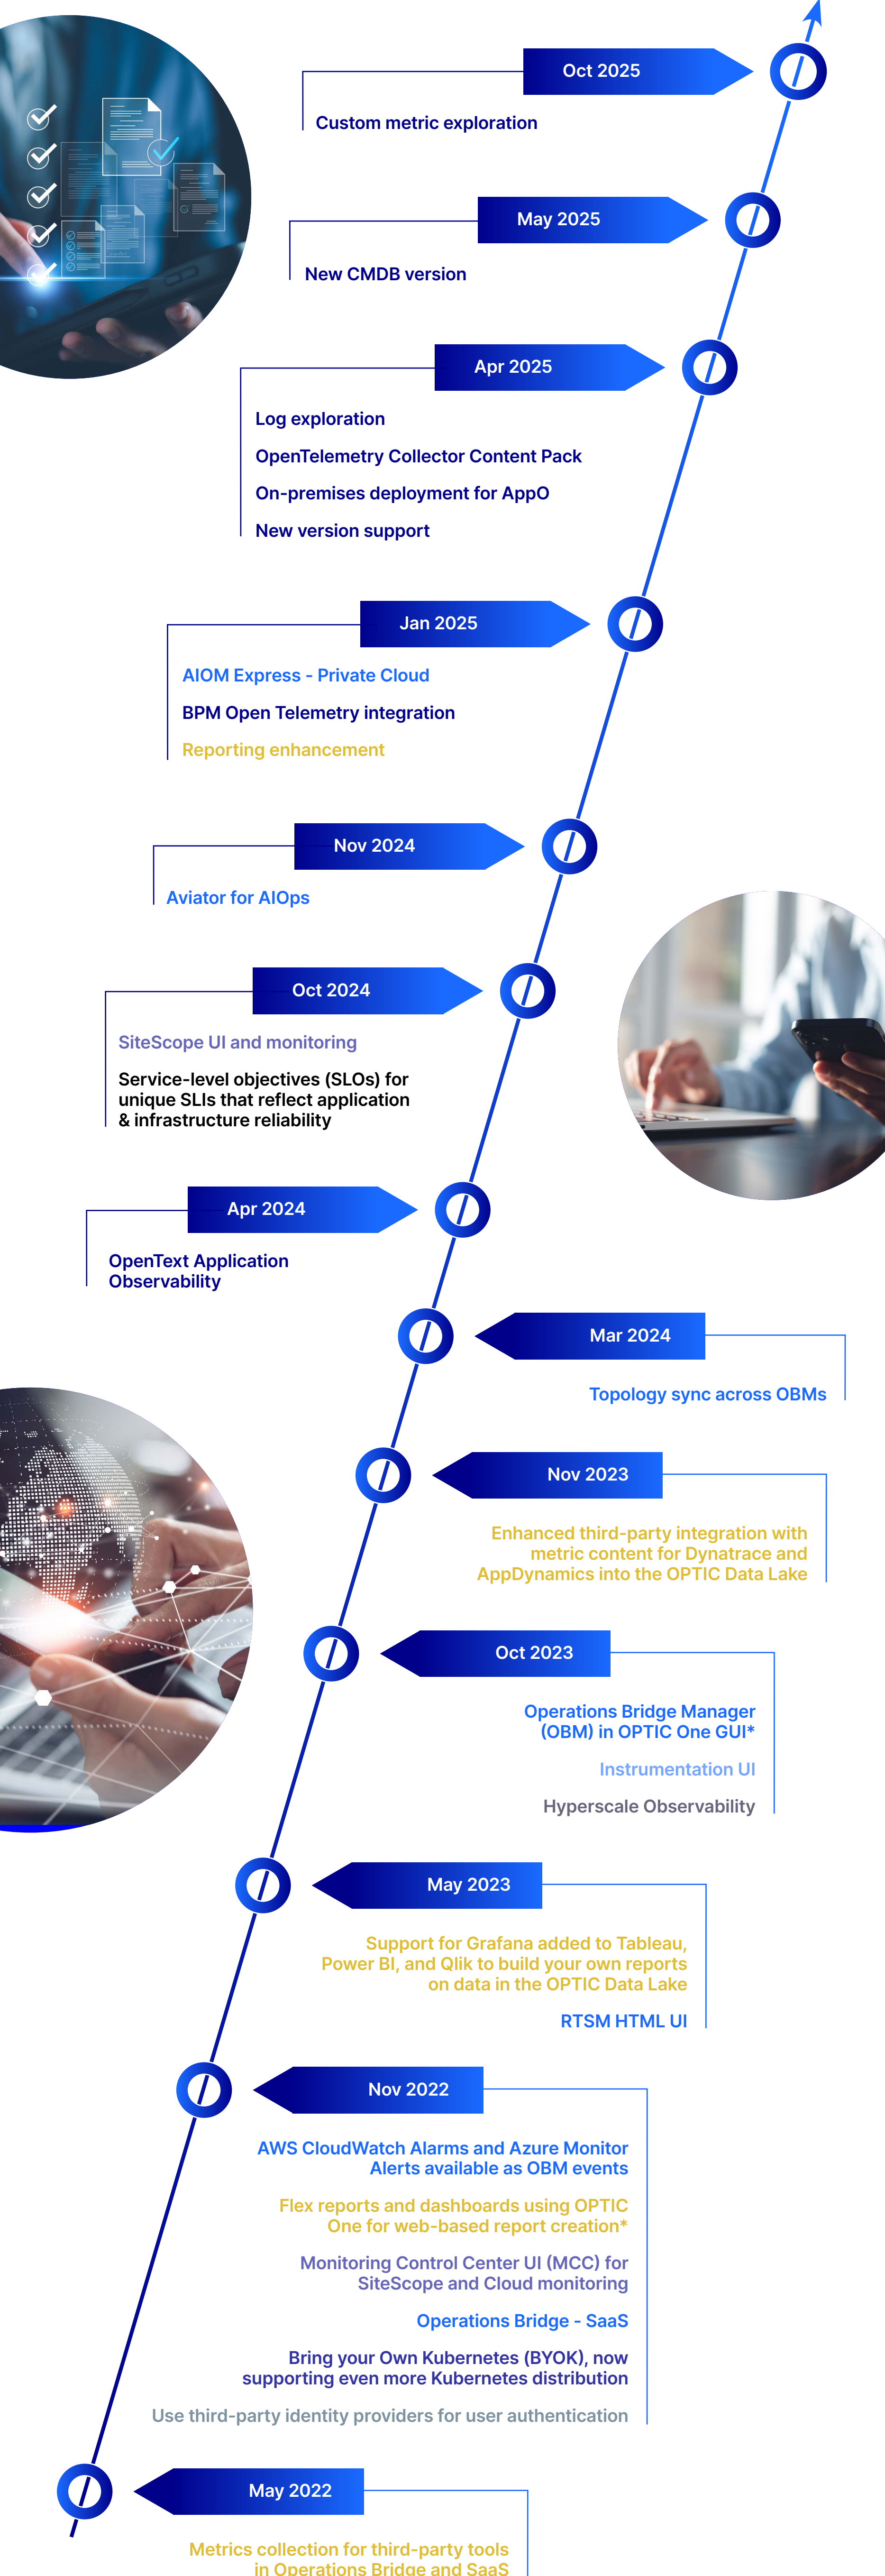 Oct 2025
Custom metric exploration
May 2025
New CMDB version
Apr 2025
Log exploration
OpenTelemetry Collector Content Pack
On-premises deployment for AppO
New version support
Jan 2025
AIOM Express - Private Cloud
BPM Open Telemetry integration
Reporting enhancement
Nov 2024
Aviator for AIOps
Oct 2024
SiteScope UI and monitoring
Service-level objectives (SLOs) for
unique SLIs that reflect application
& infrastructure reliability
Apr 2024
OpenText Application
Observability
Mar 2024
Topology sync across OBMs
Nov 2023
Enhanced third-party integration with
metric content for Dynatrace and
AppDynamics into the OPTIC Data Lake
Oct 2023
Operations Bridge Manager
(OBM) in OPTIC One GUI*
Instrumentation UI
Hyperscale Observability
May 2023
Support for Grafana added to Tableau,
Power BI, and Qlik to build your own reports
on data in the OPTIC Data Lake
RTSM HTML UI
Nov 2022
AWS CloudWatch Alarms and Azure Monitor
Alerts available as OBM events
Flex reports and dashboards using OPTIC
One for web-based report creation*
Monitoring Control Center UI (MCC) for
SiteScope and Cloud monitoring
Operations Bridge - SaaS
Bring your Own Kubernetes (BYOK), now
supporting even more Kubernetes distribution
Use third-party identity providers for user authentication
May 2022
Metrics collection for third-party tools
in Operations Bridge and SaaS